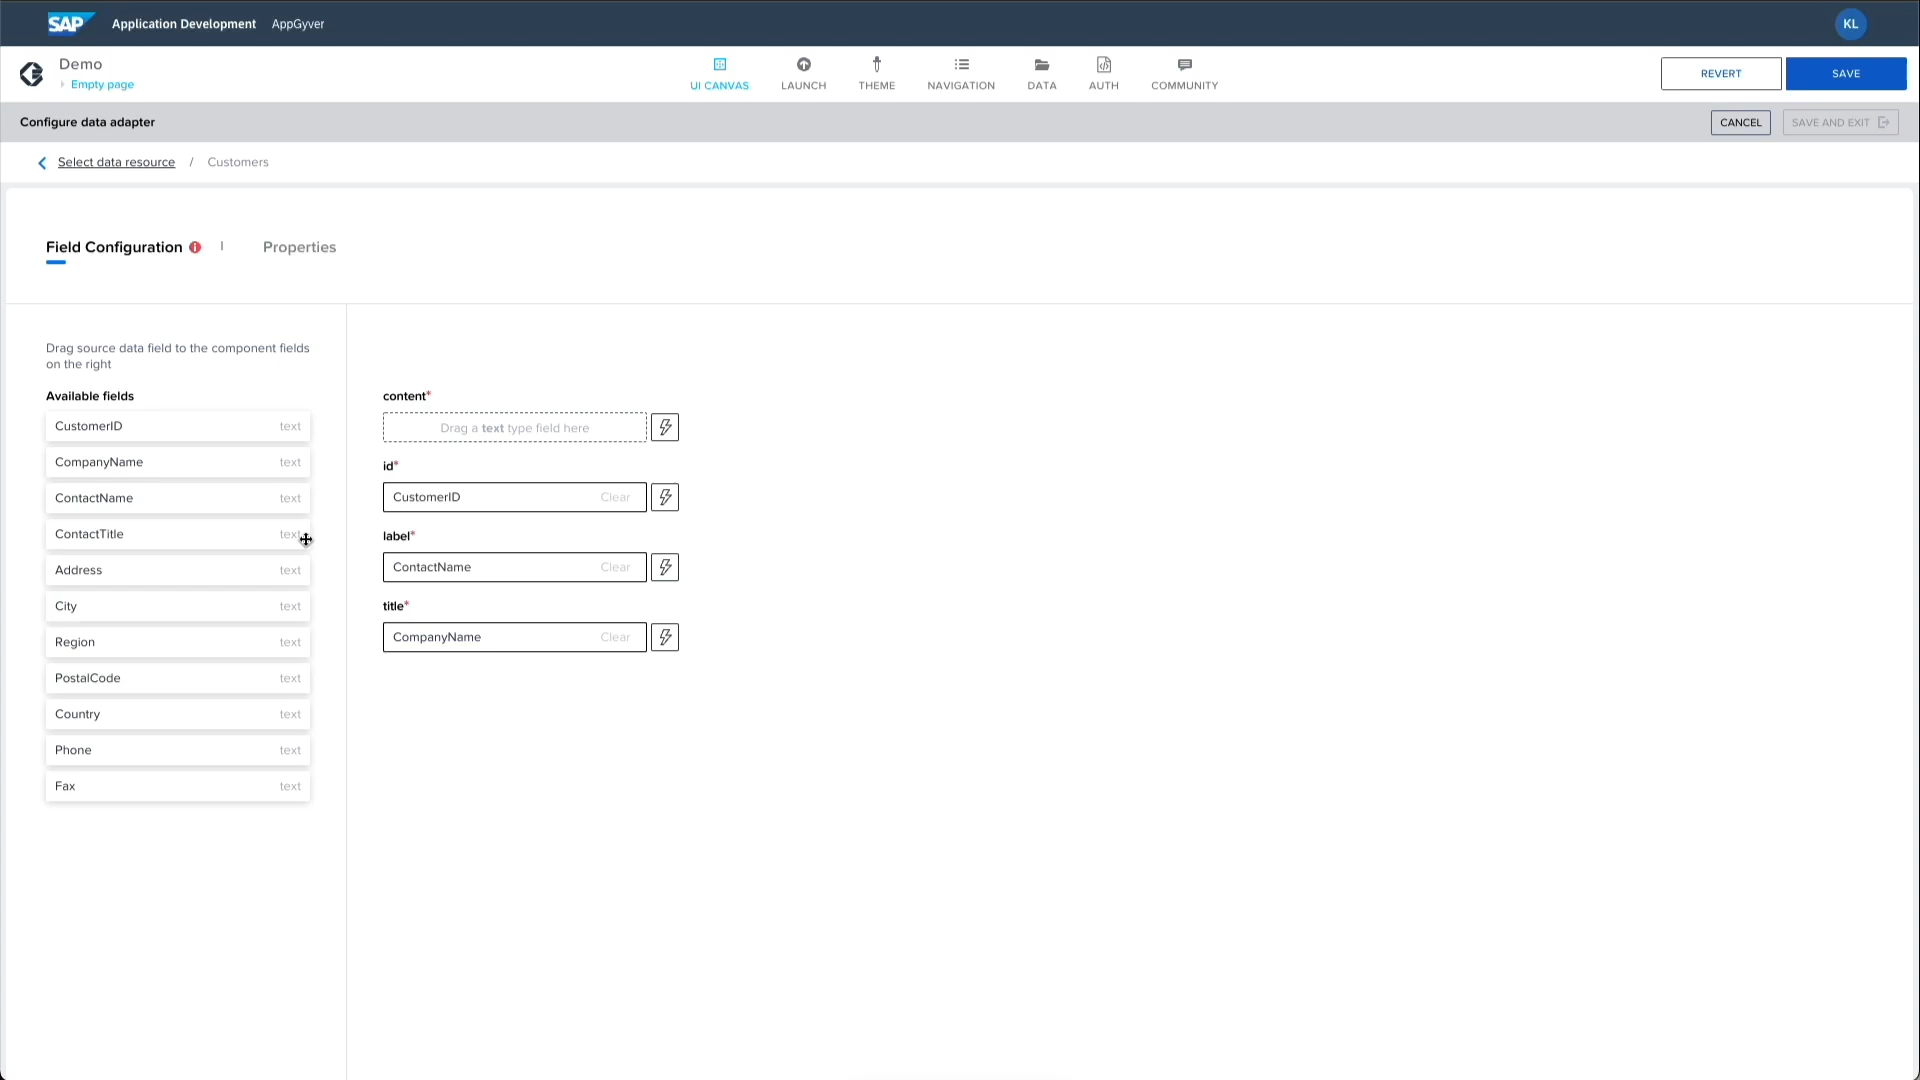 SAP Application Development AppGyver KL
Demo
Empty page
UI CANVAS LAUNCH THEME NAVIGATION DATA AUTH COMMUNITY
REVERT SAVE
Configure data adapter CANCEL SAVE AND EXIT
Select data resource / Customers
Field Configuration Properties
Drag source data field to the component fields
on the right
Available fields
CustomerID text
CompanyName text
ContactName text
ContactTitle text
Address text
City text
Region text
PostalCode text
Country text
Phone text
Fax text
content*
Drag a text type field here
id*
CustomerID Clear
label*
ContactName Clear
title*
CompanyName Clear